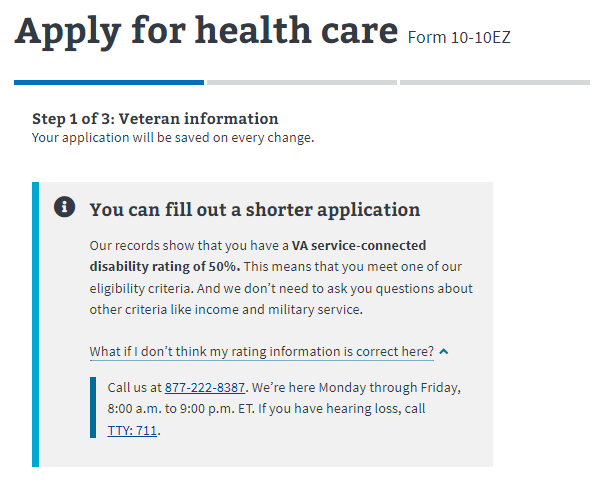 Apply for health care Form 10-10EZ
Step 1 of 3: Veteran information
Your application will be saved on every change.
You can fill out a shorter application
Our records show that you have a VA service-connected
disability rating of 50%. This means that you meet one of our
eligibility criteria. And we don’t need to ask you questions about
other criteria like income and military service.
What if I don’t think my rating information is correct here?
Call us at 877-222-8387. We’re here Monday through Friday,
8:00 a.m. to 9:00 p.m. ET. If you have hearing loss, call
TTY: 711.